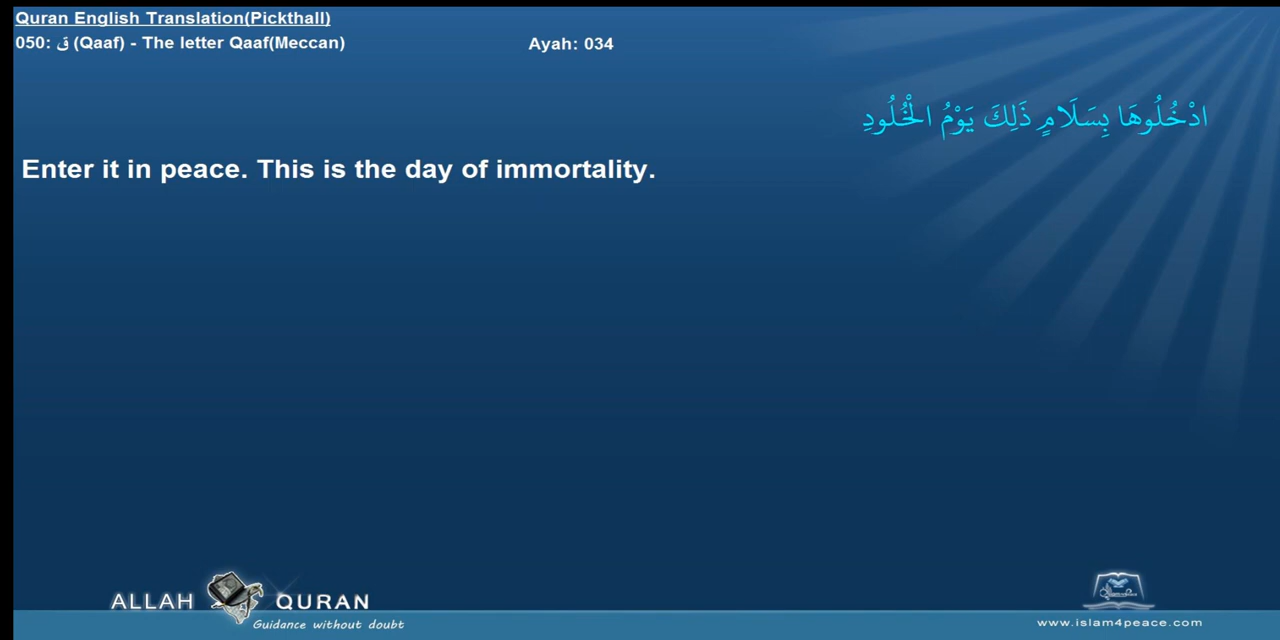 Quran English Translation(Pickthall)
050: ق (Qaaf) - The letter Qaaf(Meccan) Ayah: 034
ادْخُلُوهَا بِسَلَامٍ ذَلِكَ يَوْمُ الْخُلُودِ
Enter it in peace. This is the day of immortality.
ALLAH QURAN
Guidance without doubt
www.islam4peace.com